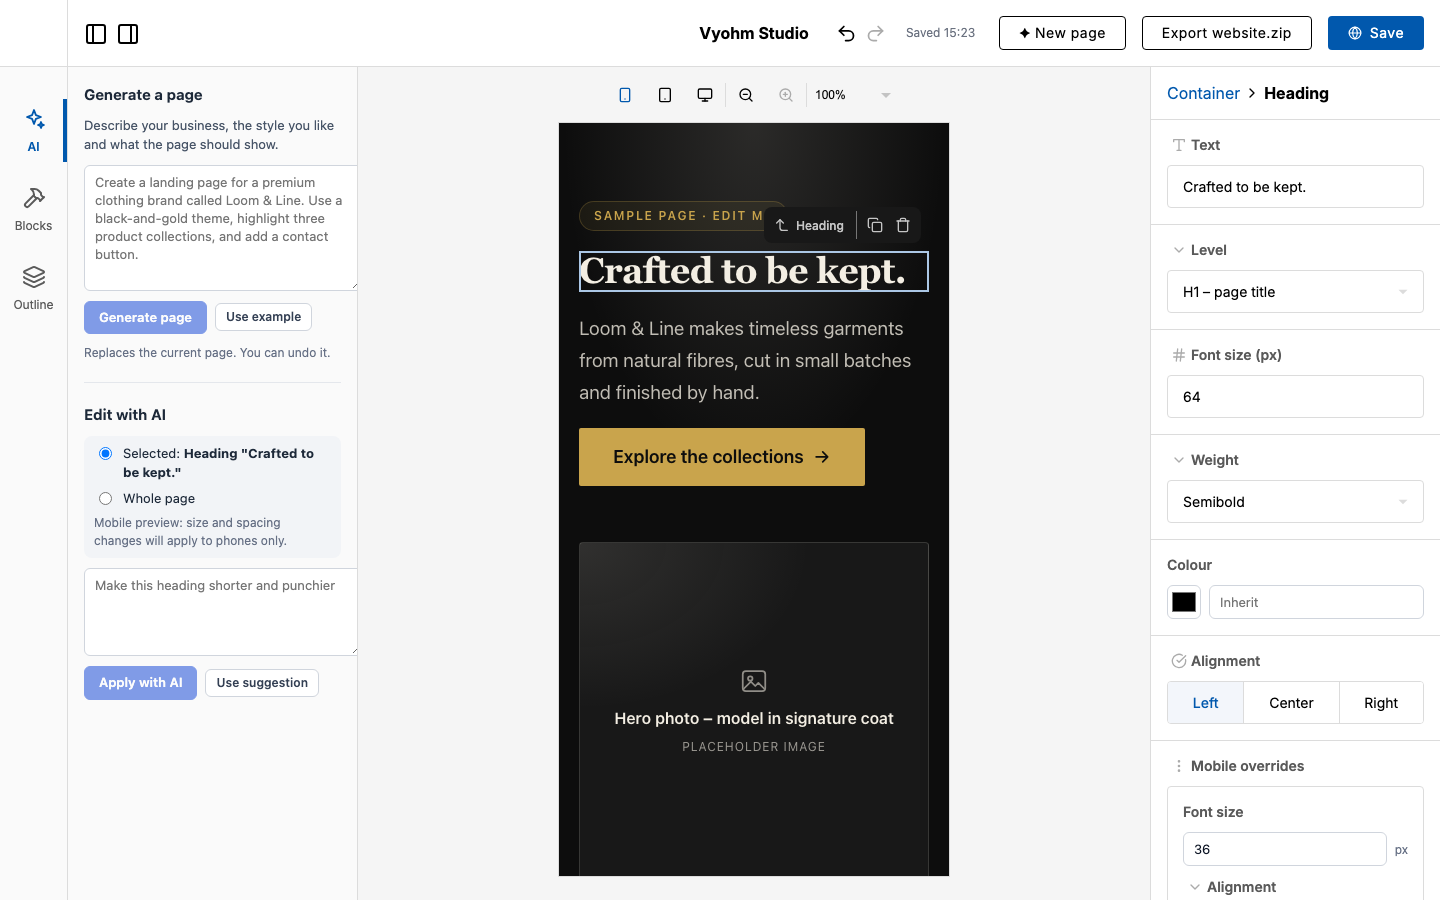 Vyohm Studio
Saved 15:23
New page
Export website.zip
Save
AI
Blocks
Outline
Generate a page
Describe your business, the style you like
and what the page should show.
Create a landing page for a premium
clothing brand called Loom & Line. Use a
black-and-gold theme, highlight three
product collections, and add a contact
button.
Generate page
Use example
Replaces the current page. You can undo it.
Edit with AI
Selected: Heading "Crafted to
be kept."
Whole page
Mobile preview: size and spacing
changes will apply to phones only.
Make this heading shorter and punchier
Apply with AI
Use suggestion
100%
SAMPLE PAGE · EDIT
Heading
Crafted to be kept.
Loom & Line makes timeless garments
from natural fibres, cut in small batches
and finished by hand.
Explore the collections →
Hero photo – model in signature coat
PLACEHOLDER IMAGE
Container > Heading
Text
Crafted to be kept.
Level
H1 – page title
Font size (px)
64
Weight
Semibold
Colour
Inherit
Alignment
Left
Center
Right
Mobile overrides
Font size
36
px
Alignment